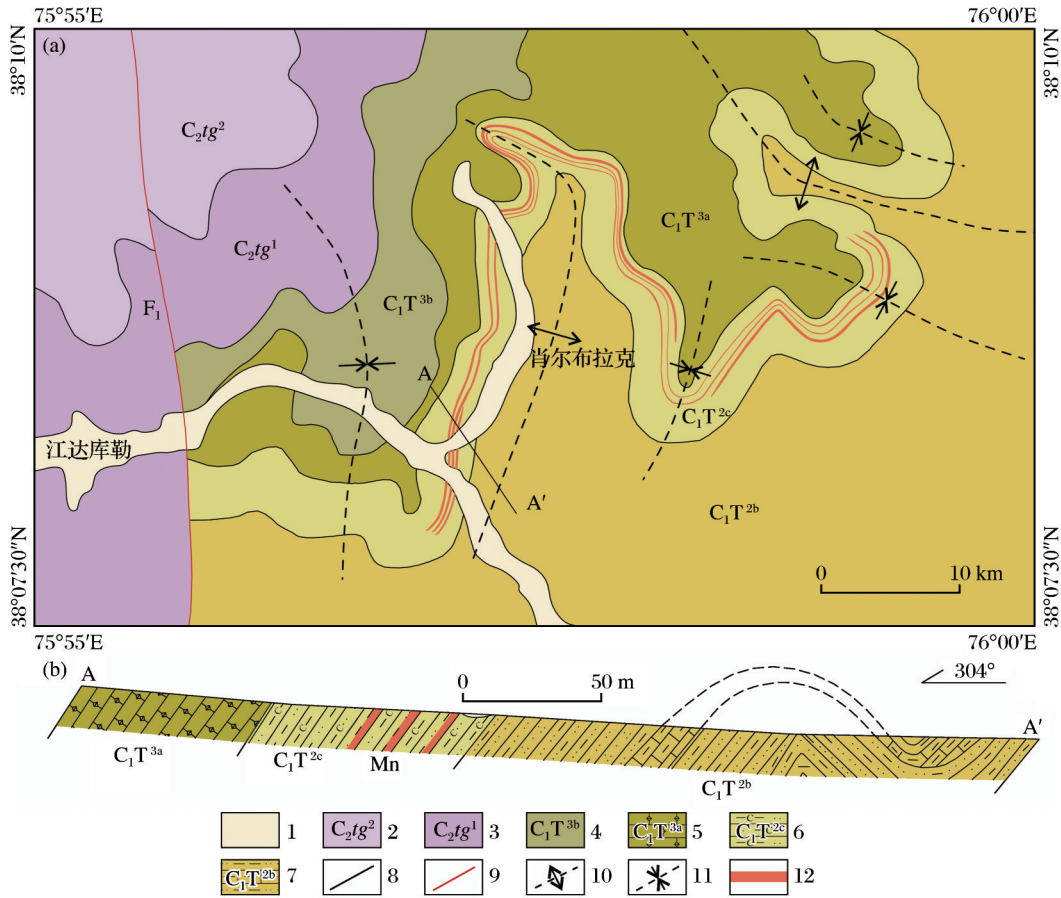 75°55′E
76°00′E
(a)
38°10′N
38°10′N
C₂tg²
C₂tg¹
C₁T³ᵃ
F₁
C₁T³ᵇ
肖尔布拉克
A
C₁T²ᶜ
江达库勒
A′
C₁T²ᵇ
0 10 km
38°07′30″N
38°07′30″N
75°55′E
76°00′E
(b)
A
0 50 m
304°
A′
C₁T³ᵃ
C₁T²ᶜ
Mn
C₁T²ᵇ
1 C₂tg² 2 C₂tg¹ 3 C₁T³ᵇ 4 C₁T³ᵃ 5 C₁T²ᶜ 6
C₁T²ᵇ 7 8 9 10 11 12